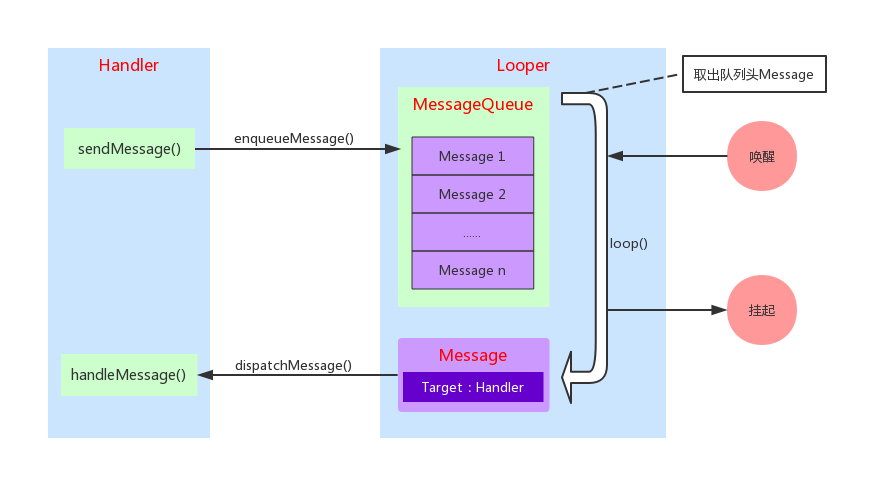 Handler
Looper
取出队列头Message
MessageQueue
sendMessage()
enqueueMessage()
Message 1
唤醒
Message 2
......
loop()
Message n
挂起
Message
handleMessage()
dispatchMessage()
Target : Handler